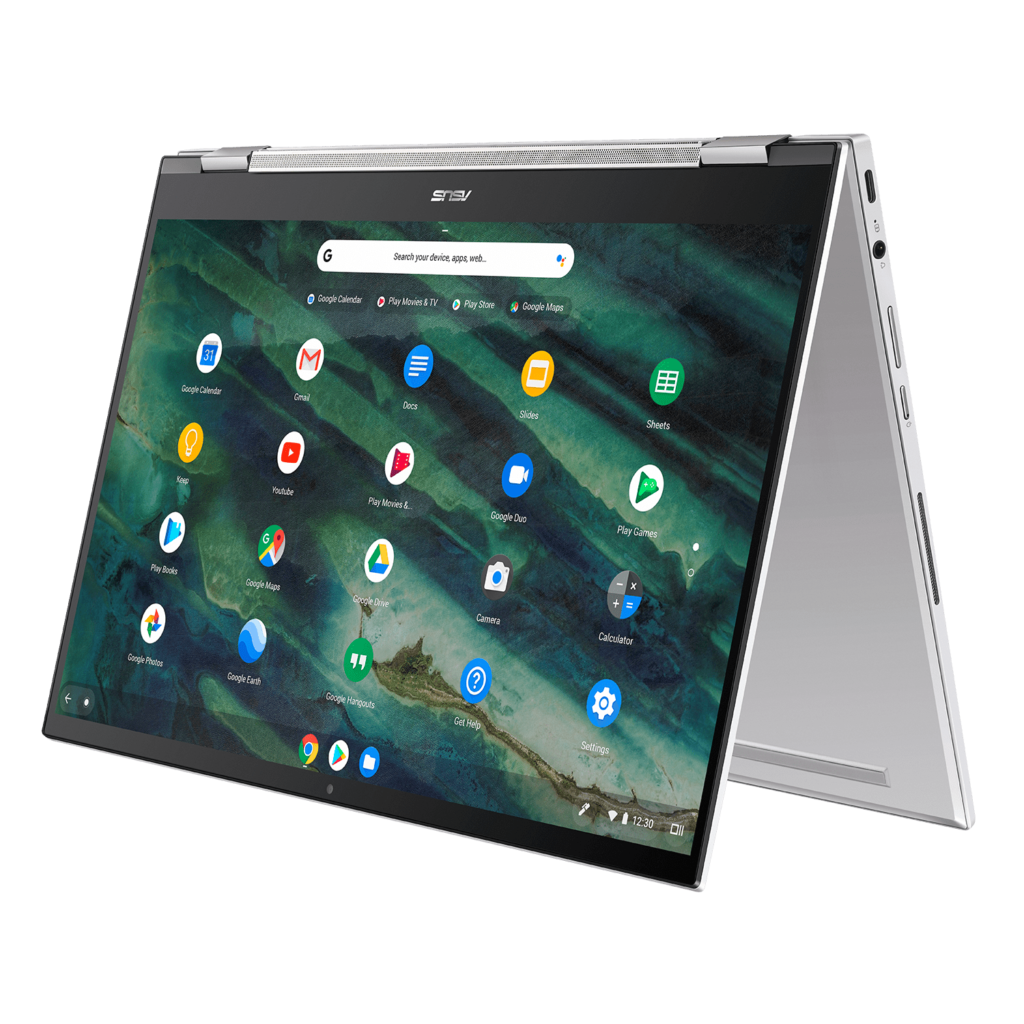 ASUS
G Search your device, apps, web...
Google Calendar Play Movies & TV Play Store Google Maps
31
Google Calendar Gmail Docs Slides Sheets
Keep Youtube Play Movies &... Google Duo Play Games
Play Books Google Maps Google Drive Camera Calculator
Google Photos Google Earth Google Hangouts Get Help Settings
12:30